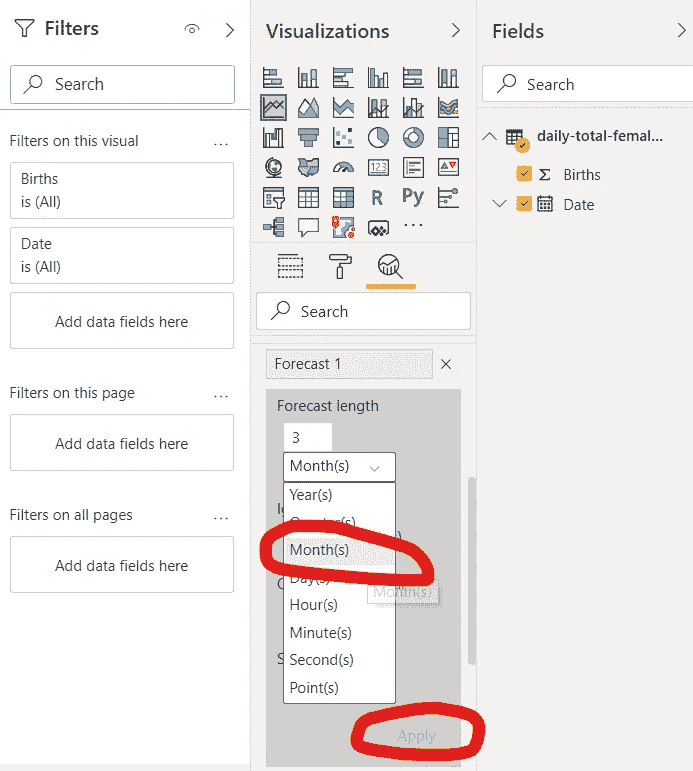 Filters
Search
Filters on this visual
...
Births
is (All)
Date
is (All)
Add data fields here
Filters on this page
...
Add data fields here
Filters on all pages
...
Add data fields here
Visualizations
123
R
Py
...
Search
Forecast 1
Forecast length
3
Month(s)
Year(s)
Month(s)
Day(s)
Month(s)
Hour(s)
Minute(s)
Second(s)
Point(s)
Apply
Fields
Search
daily-total-femal...
Σ Births
Date